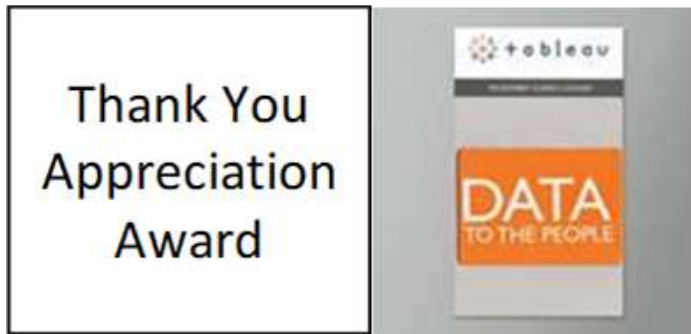 Thank You
Appreciation
Award
tableau
DATA
TO THE PEOPLE